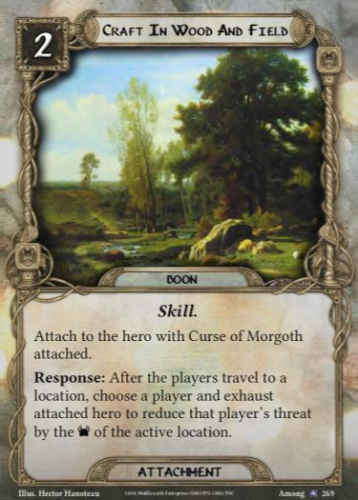 2
Craft In Wood And Field
Boon
Skill.
Attach to the hero with Curse of Morgoth
attached.
Response: After the players travel to a
location, choose a player and exhaust
attached hero to reduce that player's threat
by the of the active location.
Attachment
Illus. Hector Hanoteau
Among 269